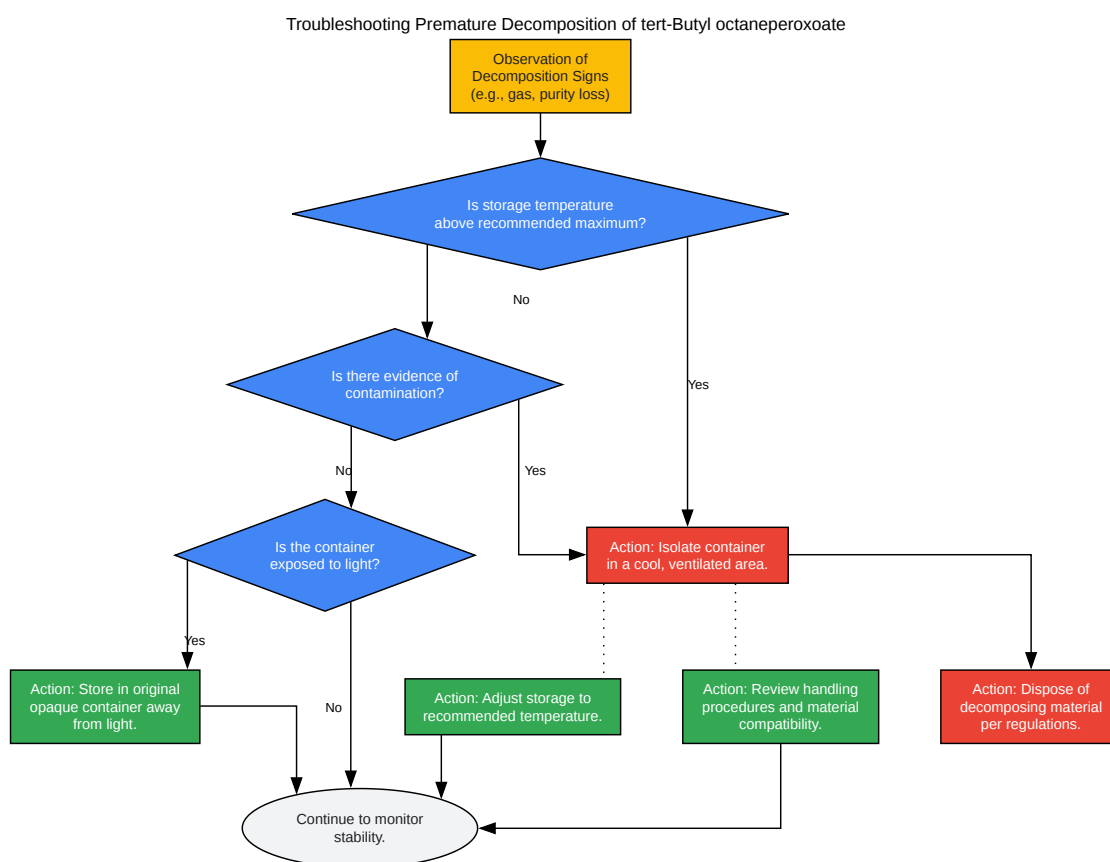 Troubleshooting Premature Decomposition of tert-Butyl octaneperoxoate
Observation of
Decomposition Signs
(e.g., gas, purity loss)
Is storage temperature
above recommended maximum?
No
Yes
Is there evidence of
contamination?
No
Yes
Is the container
exposed to light?
Action: Isolate container
in a cool, ventilated area.
Yes
No
Action: Store in original
opaque container away
from light.
Action: Adjust storage to
recommended temperature.
Action: Review handling
procedures and material
compatibility.
Action: Dispose of
decomposing material
per regulations.
Continue to monitor
stability.